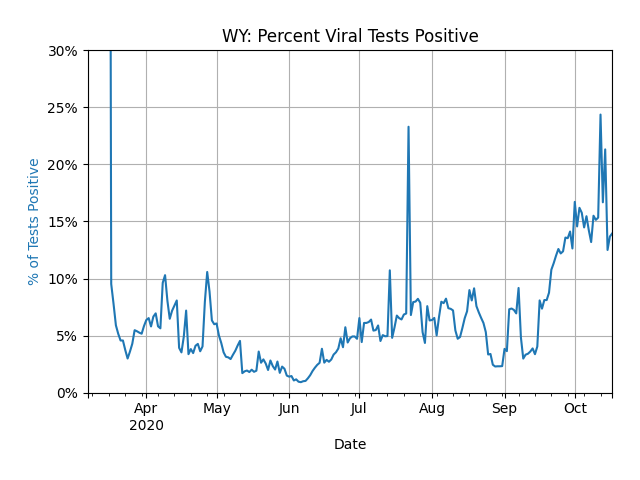 WY: Percent Viral Tests Positive
30%
25%
20%
15%
10%
5%
0%
% of Tests Positive
Apr May Jun Jul Aug Sep Oct
2020
Date